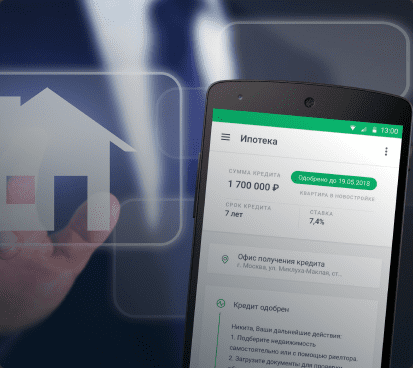 13:00
Ипотека
СУММА КРЕДИТА
Одобрено до 19.05.2018
1 700 000 ₽
КВАРТИРА В НОВОСТРОЙКЕ
СРОК КРЕДИТА
СТАВКА
7 лет
7,4%
Офис получения кредита
г. Москва, ул. Миклуха-Маклая, ст...
Кредит одобрен
Никита, Ваши дальнейшие действия:
1. Подберите недвижимость
самостоятельно или с помощью риелтора.
2. Загрузите документы для проверки